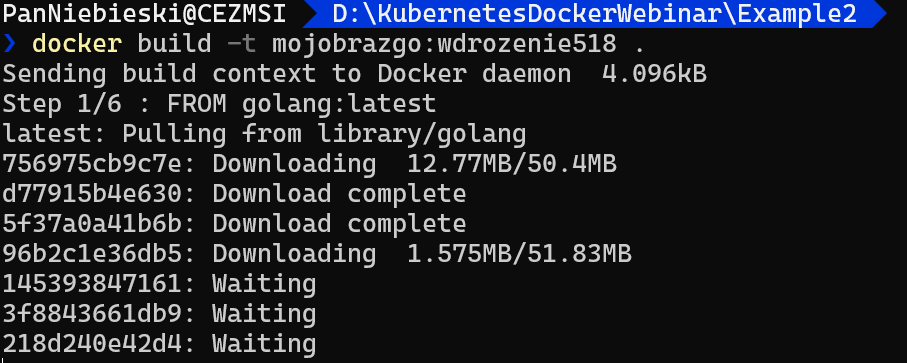 PanNiebieski@CEZMSI D:\KubernetesDockerWebinar\Example2
❯ docker build -t mojobrazgo:wdrozenie518 .
Sending build context to Docker daemon  4.096kB
Step 1/6 : FROM golang:latest
latest: Pulling from library/golang
756975cb9c7e: Downloading  12.77MB/50.4MB
d77915b4e630: Download complete
5f37a0a41b6b: Download complete
96b2c1e36db5: Downloading  1.575MB/51.83MB
145393847161: Waiting
3f8843661db9: Waiting
218d240e42d4: Waiting